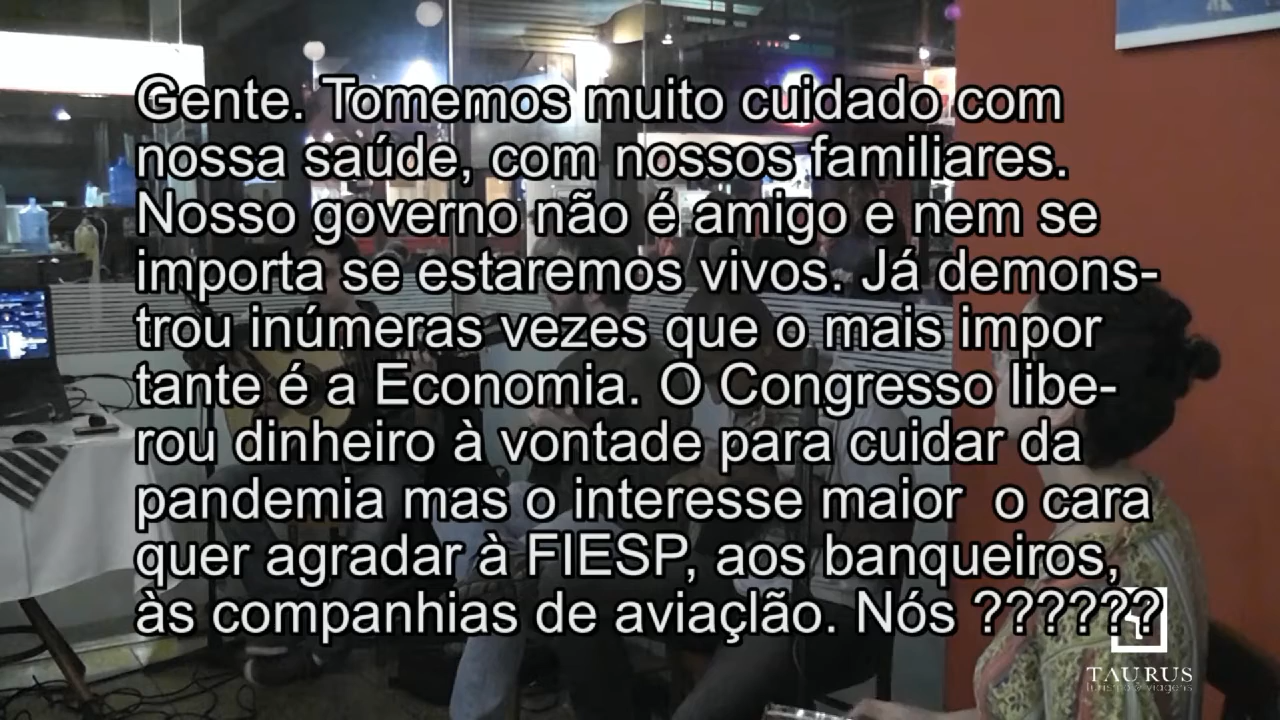 Gente. Tomemos muito cuidado com
nossa saúde, com nossos familiares.
Nosso governo não é amigo e nem se
importa se estaremos vivos. Já demons-
trou inúmeras vezes que o mais impor
tante é a Economia. O Congresso libe-
rou dinheiro à vontade para cuidar da
pandemia mas o interesse maior  o cara
quer agradar à FIESP, aos banqueiros,
às companhias de aviaçlão. Nós ??????
TAURUS
turismo & viagens